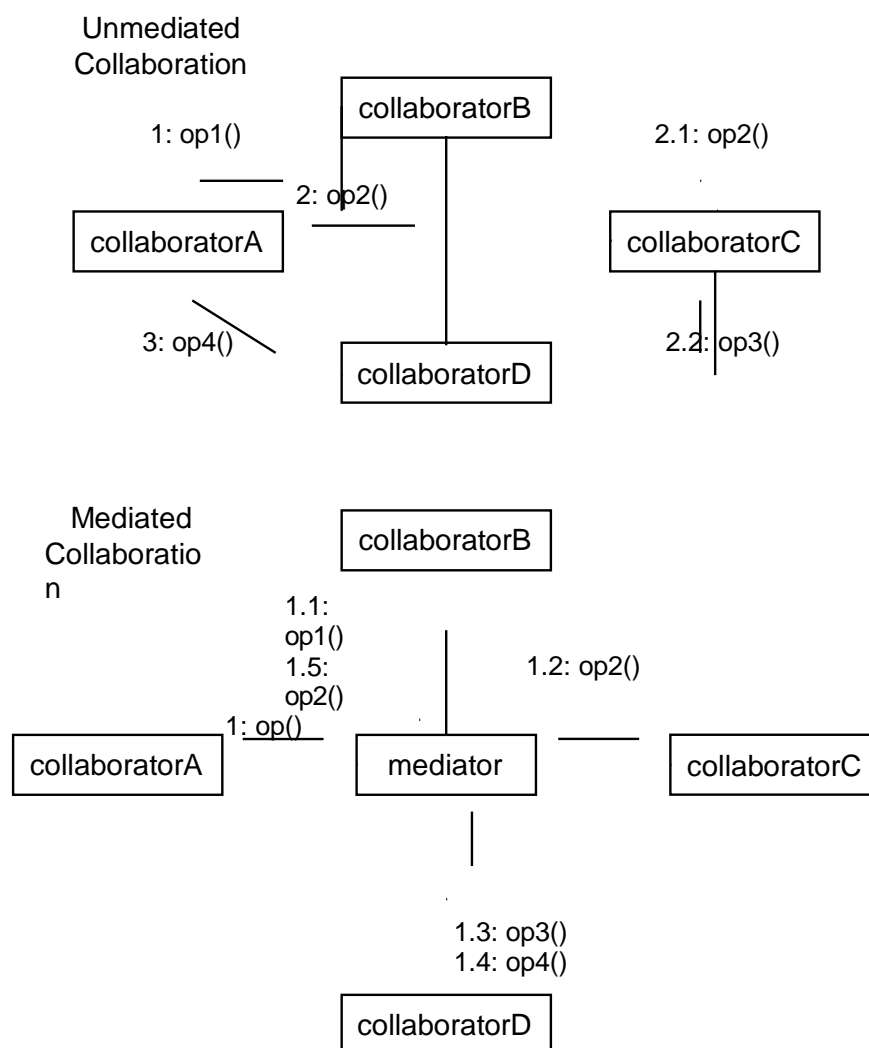 Unmediated
Collaboration
collaboratorB
1: op1()
2.1: op2()
2: op2()
collaboratorA
collaboratorC
3: op4()
2.2: op3()
collaboratorD
Mediated
Collaboratio
n
collaboratorB
1.1:
op1()
1.5:
op2()
1.2: op2()
1: op()
collaboratorA
mediator
collaboratorC
1.3: op3()
1.4: op4()
collaboratorD